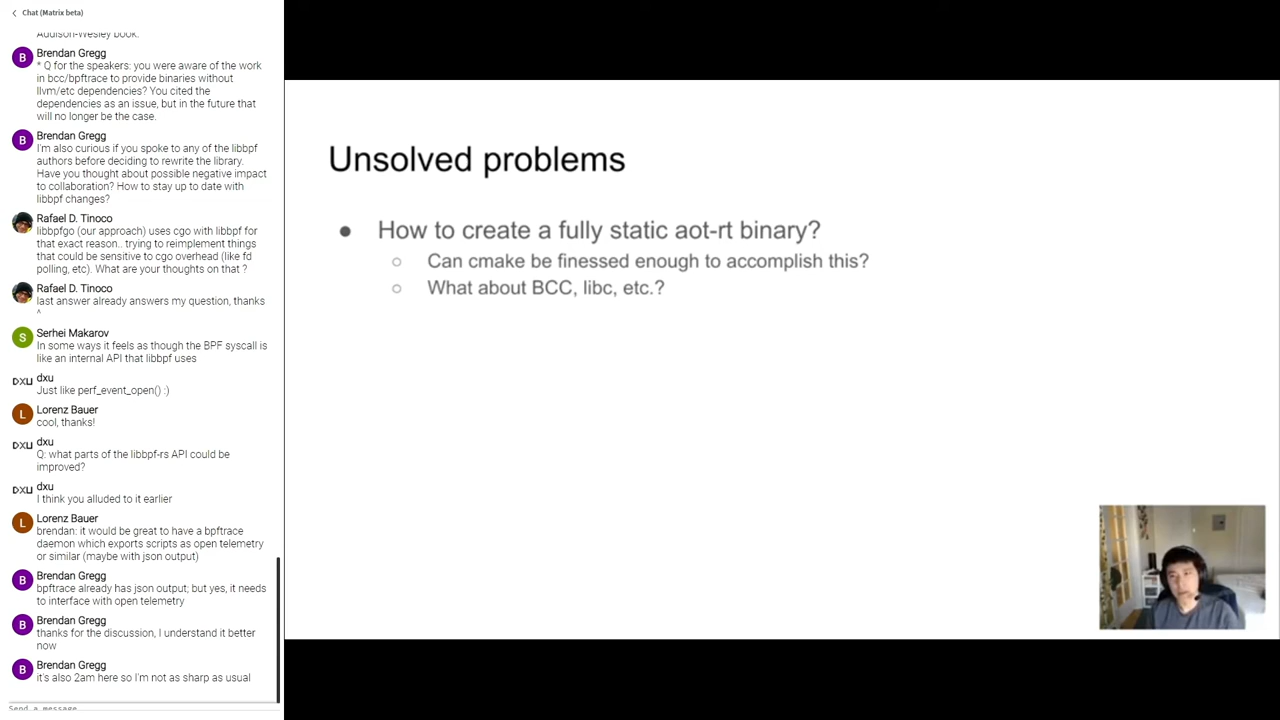 Chat (Matrix beta)
Addison-Wesley book.
B
Brendan Gregg
* Q for the speakers: you were aware of the work
in bcc/bpftrace to provide binaries without
llvm/etc dependencies? You cited the
dependencies as an issue, but in the future that
will no longer be the case.
B
Brendan Gregg
I'm also curious if you spoke to any of the libbpf
authors before deciding to rewrite the library.
Have you thought about possible negative impact
to collaboration? How to stay up to date with
libbpf changes?
Rafael D. Tinoco
libbpfgo (our approach) uses cgo with libbpf for
that exact reason.. trying to reimplement things
that could be sensitive to cgo overhead (like fd
polling, etc). What are your thoughts on that ?
Rafael D. Tinoco
last answer already answers my question, thanks
^
S
Serhei Makarov
In some ways it feels as though the BPF syscall is
like an internal API that libbpf uses
DXU
dxu
Just like perf_event_open() :)
L
Lorenz Bauer
cool, thanks!
DXU
dxu
Q: what parts of the libbpf-rs API could be
improved?
DXU
dxu
I think you alluded to it earlier
L
Lorenz Bauer
brendan: it would be great to have a bpftrace
daemon which exports scripts as open telemetry
or similar (maybe with json output)
B
Brendan Gregg
bpftrace already has json output; but yes, it needs
to interface with open telemetry
B
Brendan Gregg
thanks for the discussion, I understand it better
now
B
Brendan Gregg
it's also 2am here so I'm not as sharp as usual
Send a message
Unsolved problems
● How to create a fully static aot-rt binary?
○ Can cmake be finessed enough to accomplish this?
○ What about BCC, libc, etc.?